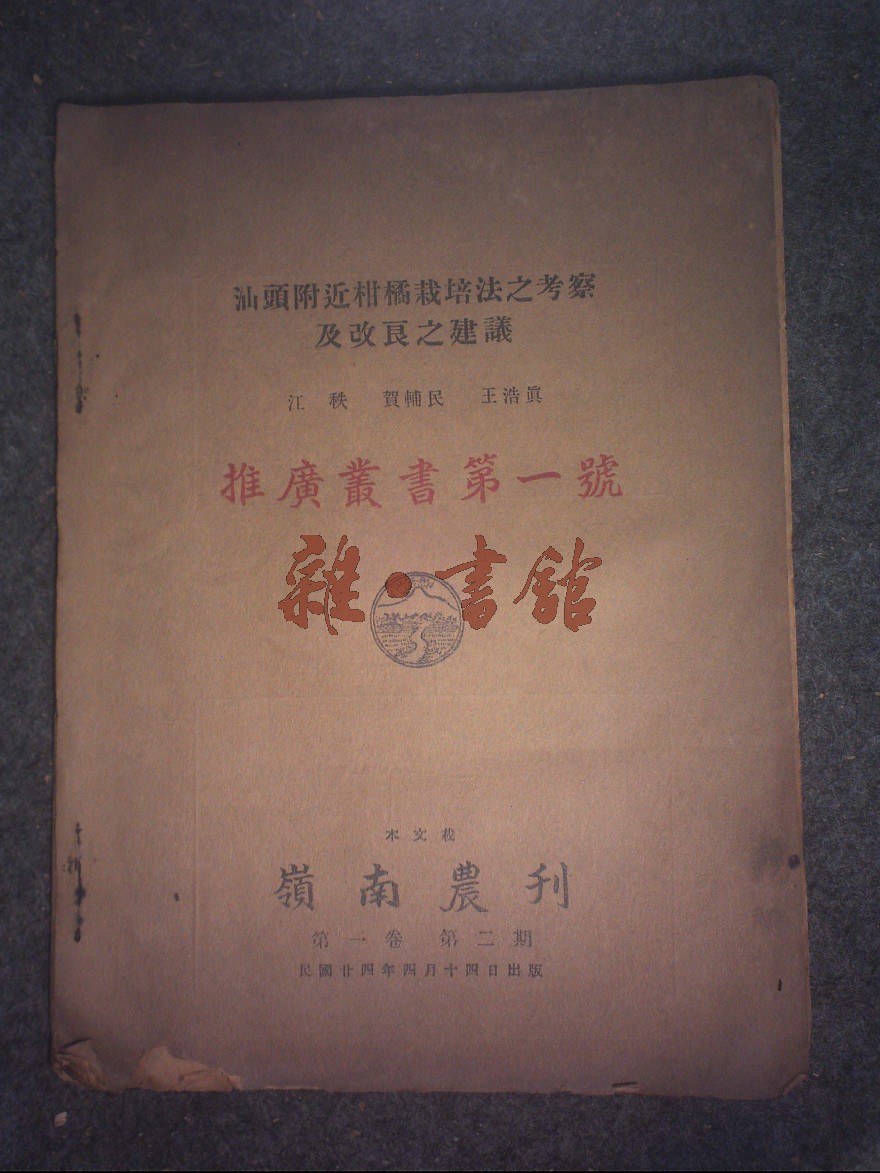 汕頭附近柑橘栽培法之考察
及改良之建議
江秩 賀輔民 王浩眞
推廣叢書第一號
雜·書館
本文載
嶺南農刊
第一卷 第二期
民國廿四年四月十四日出版